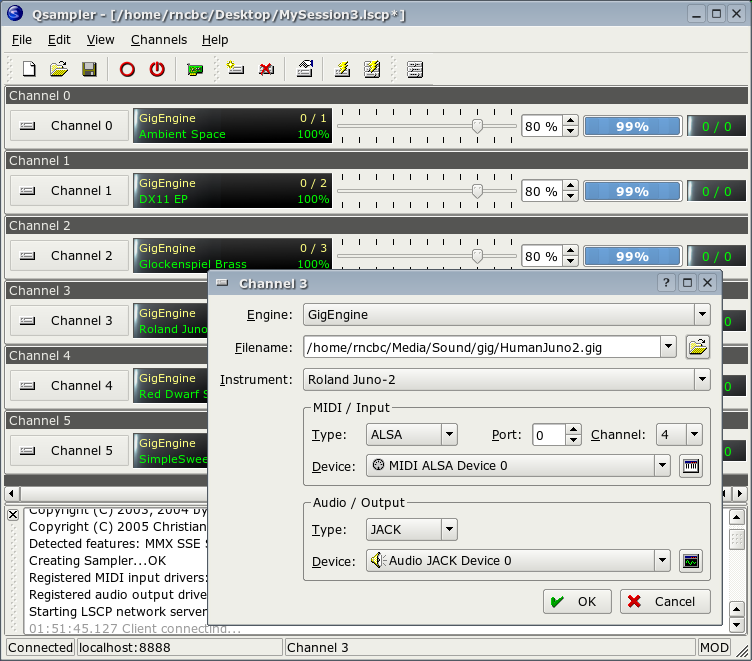 Qsampler - [/home/rncbc/Desktop/MySession3.lscp*]
File Edit View Channels Help
Channel 0
Channel 0 GigEngine 0 / 1 80 % 99% 0 / 0
Ambient Space 100%
Channel 1
Channel 1 GigEngine 0 / 2 80 % 99% 0 / 0
DX11 EP 100%
Channel 2
Channel 2 GigEngine 0 / 3 80 % 99% 0 / 0
Glockenspiel Brass 100%
Channel 3
Channel 3 GigEngine 0
Roland Juno
Channel 4
Channel 4 GigEngine 0
Red Dwarf S
Channel 5
Channel 5 GigEngine 0
SimpleSwee
Channel 3 ?
Engine: GigEngine
Filename: /home/rncbc/Media/Sound/gig/HumanJuno2.gig
Instrument: Roland Juno-2
MIDI / Input
Type: ALSA Port: 0 Channel: 4
Device: MIDI ALSA Device 0
Audio / Output
Type: JACK
Device: Audio JACK Device 0
OK Cancel
Copyright (C) 2003, 2004 by
Copyright (C) 2005 Christian
Detected features: MMX SSE S
Creating Sampler...OK
Registered MIDI input drivers:
Registered audio output drive
Starting LSCP network server
01:51:45.127 Client connecting...
Connected localhost:8888 Channel 3 MOD